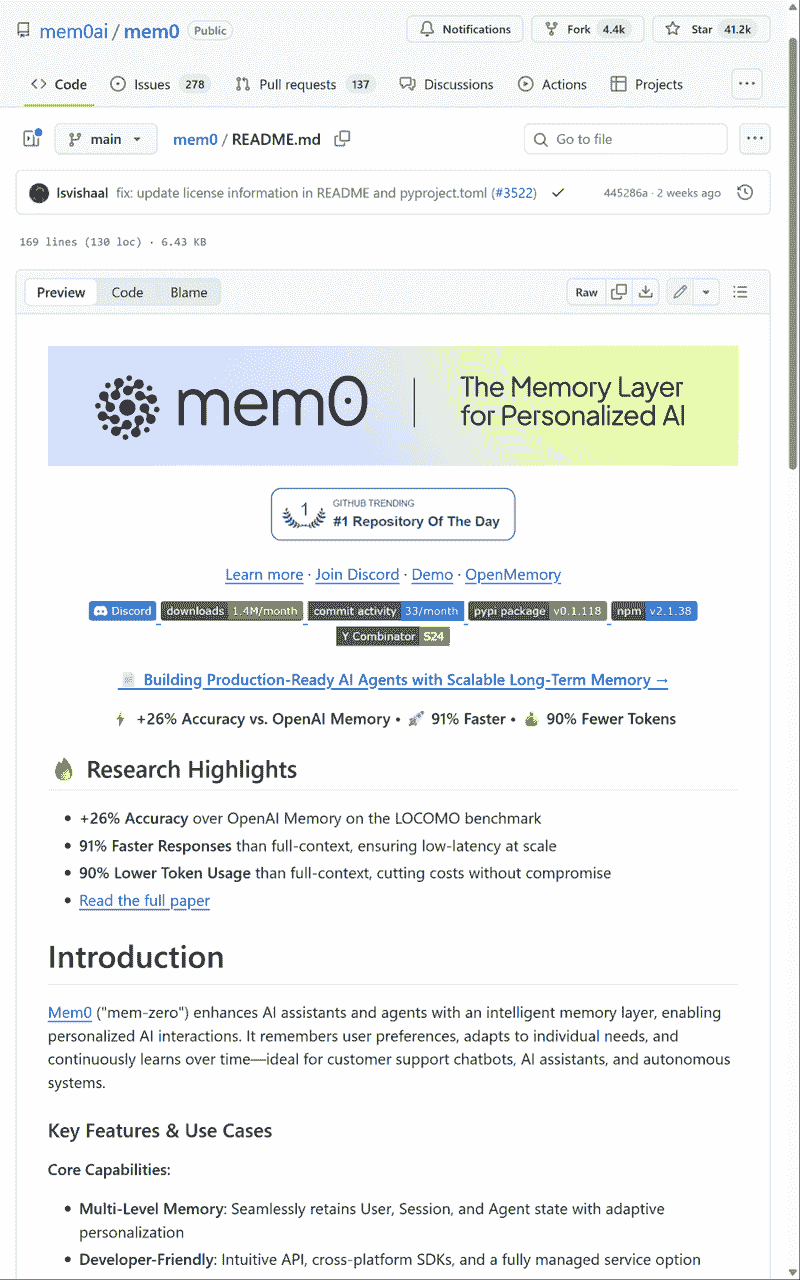 mem0ai / mem0 Public Notifications Fork 4.4k Star 41.2k
Code Issues 278 Pull requests 137 Discussions Actions Projects
main mem0 / README.md Go to file
lsvishaal fix: update license information in README and pyproject.toml (#3522) 445286a · 2 weeks ago
169 lines (130 loc) · 6.43 KB
Preview Code Blame Raw
mem0 The Memory Layer
for Personalized AI
1 GITHUB TRENDING
#1 Repository Of The Day
Learn more · Join Discord · Demo · OpenMemory
Discord downloads 1.4M/month commit activity 33/month pypi package v0.1.118 npm v2.1.38
Y Combinator S24
📄 Building Production-Ready AI Agents with Scalable Long-Term Memory →
⚡ +26% Accuracy vs. OpenAI Memory • 🚀 91% Faster • 💰 90% Fewer Tokens
🔥 Research Highlights
• +26% Accuracy over OpenAI Memory on the LOCOMO benchmark
• 91% Faster Responses than full-context, ensuring low-latency at scale
• 90% Lower Token Usage than full-context, cutting costs without compromise
• Read the full paper
Introduction
Mem0 ("mem-zero") enhances AI assistants and agents with an intelligent memory layer, enabling
personalized AI interactions. It remembers user preferences, adapts to individual needs, and
continuously learns over time—ideal for customer support chatbots, AI assistants, and autonomous
systems.
Key Features & Use Cases
Core Capabilities:
• Multi-Level Memory: Seamlessly retains User, Session, and Agent state with adaptive
personalization
• Developer-Friendly: Intuitive API, cross-platform SDKs, and a fully managed service option